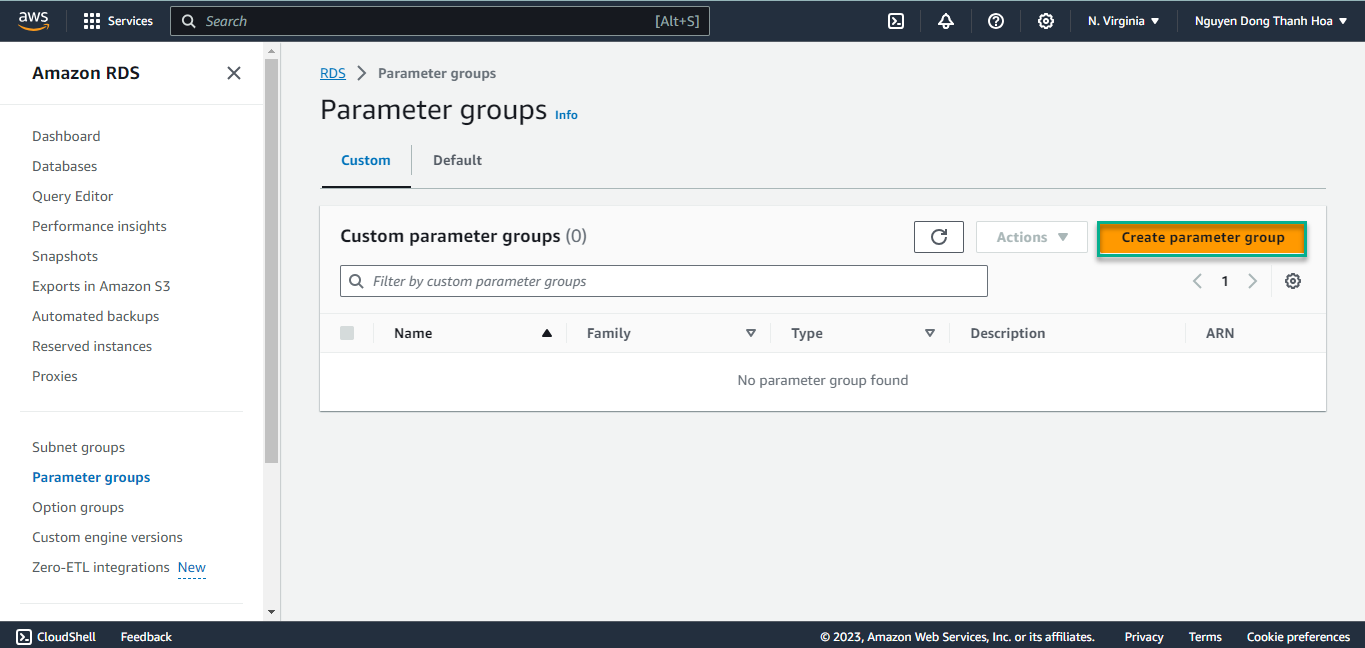 aws Services Search [Alt+S] N. Virginia Nguyen Dong Thanh Hoa
Amazon RDS
Dashboard
Databases
Query Editor
Performance insights
Snapshots
Exports in Amazon S3
Automated backups
Reserved instances
Proxies
Subnet groups
Parameter groups
Option groups
Custom engine versions
Zero-ETL integrations New
RDS Parameter groups
Parameter groups Info
Custom Default
Custom parameter groups (0) Actions Create parameter group
Filter by custom parameter groups 1
Name Family Type Description ARN
No parameter group found
CloudShell Feedback © 2023, Amazon Web Services, Inc. or its affiliates. Privacy Terms Cookie preferences